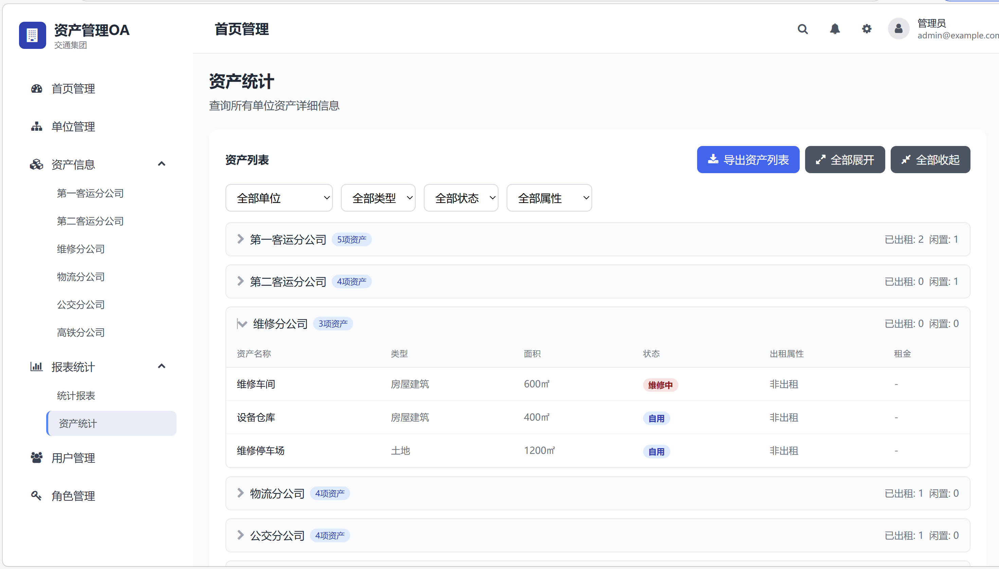 资产管理OA
交通集团
首页管理
单位管理
资产信息
第一客运分公司
第二客运分公司
维修分公司
物流分公司
公交分公司
高铁分公司
报表统计
统计报表
资产统计
用户管理
角色管理
首页管理
管理员
admin@example.com
资产统计
查询所有单位资产详细信息
资产列表
导出资产列表 全部展开 全部收起
全部单位 全部类型 全部状态 全部属性
第一客运分公司 5项资产 已出租: 2 闲置: 1
第二客运分公司 4项资产 已出租: 0 闲置: 1
维修分公司 3项资产 已出租: 0 闲置: 0
资产名称 类型 面积 状态 出租属性 租金
维修车间 房屋建筑 600㎡ 维修中 非出租 -
设备仓库 房屋建筑 400㎡ 自用 非出租 -
维修停车场 土地 1200㎡ 自用 非出租 -
物流分公司 4项资产 已出租: 1 闲置: 0
公交分公司 4项资产 已出租: 1 闲置: 0